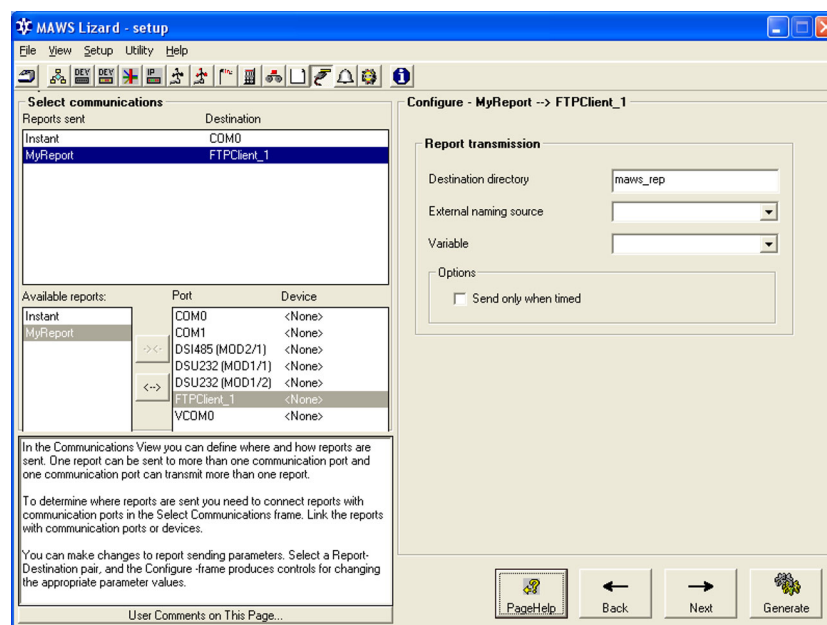 MAWS Lizard - setup
File View Setup Utility Help
DEV DEV IP
Select communications
Reports sent Destination
Instant COM0
MyReport FTPClient_1
Available reports: Port Device
Instant
MyReport
COM0 <None>
COM1 <None>
DSI485 (MOD2/1) <None>
DSU232 (MOD1/1) <None>
DSU232 (MOD1/2) <None>
FTPClient_1 <None>
VCOM0 <None>
->
<-
<-->
In the Communications View you can define where and how reports are
sent. One report can be sent to more than one communication port and
one communication port can transmit more than one report.
To determine where reports are sent you need to connect reports with
communication ports in the Select Communications frame. Link the reports
with communication ports or devices.
You can make changes to report sending parameters. Select a Report-
Destination pair, and the Configure -frame produces controls for changing
the appropriate parameter values.
User Comments on This Page...
Configure - MyReport --> FTPClient_1
Report transmission
Destination directory maws_rep
External naming source
Variable
Options
Send only when timed
PageHelp Back Next Generate